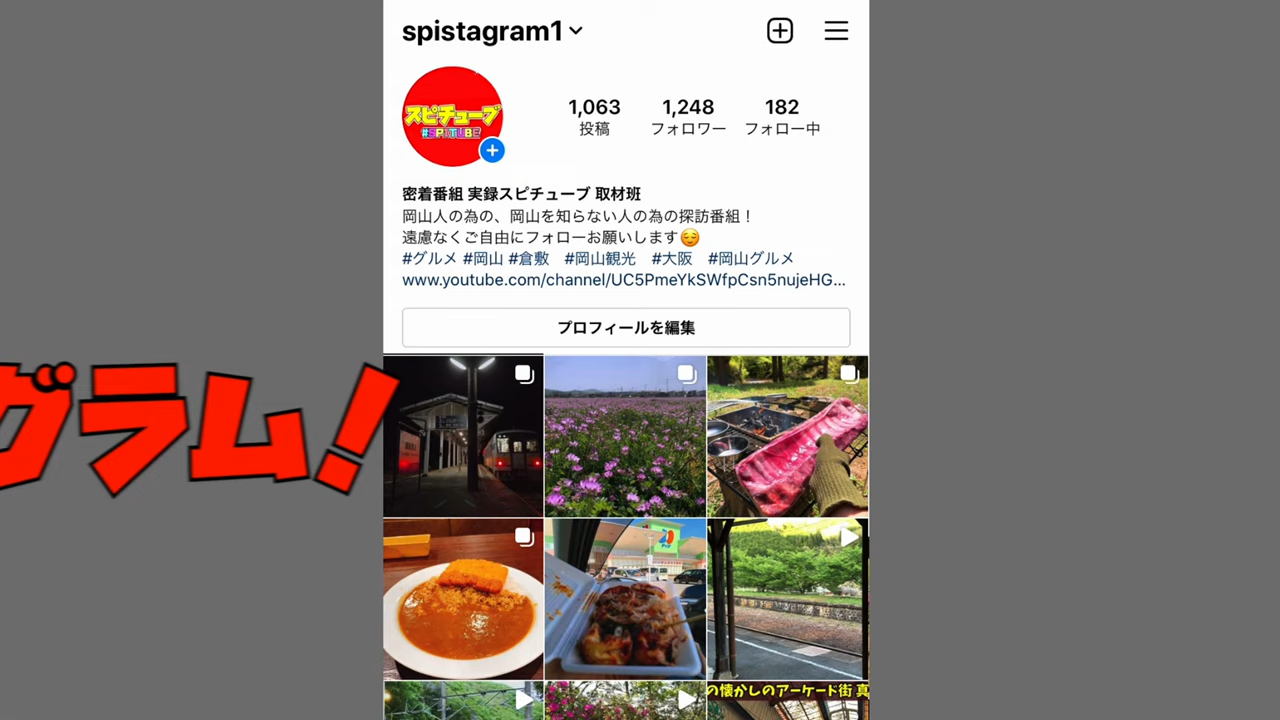 spistagram1
スピチューブ
#SPITUBE
1,063
投稿
1,248
フォロワー
182
フォロー中
密着番組 実録スピチューブ 取材班
岡山人の為の、岡山を知らない人の為の探訪番組！
遠慮なくご自由にフォローお願いします😌
#グルメ #岡山 #倉敷 #岡山観光 #大阪 #岡山グルメ
www.youtube.com/channel/UC5PmeYkSWfpCsn5nujeHG...
プロフィールを編集
グラム！
の懐かしのアーケード街 真